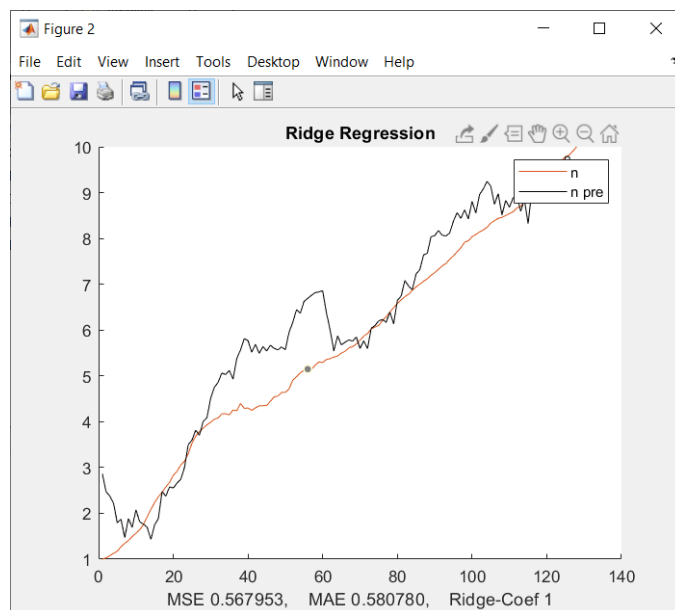 Figure 2
File Edit View Insert Tools Desktop Window Help
Ridge Regression
10
9
8
7
6
5
4
3
2
1
n
n pre
0 20 40 60 80 100 120 140
MSE 0.567953, MAE 0.580780, Ridge-Coef 1